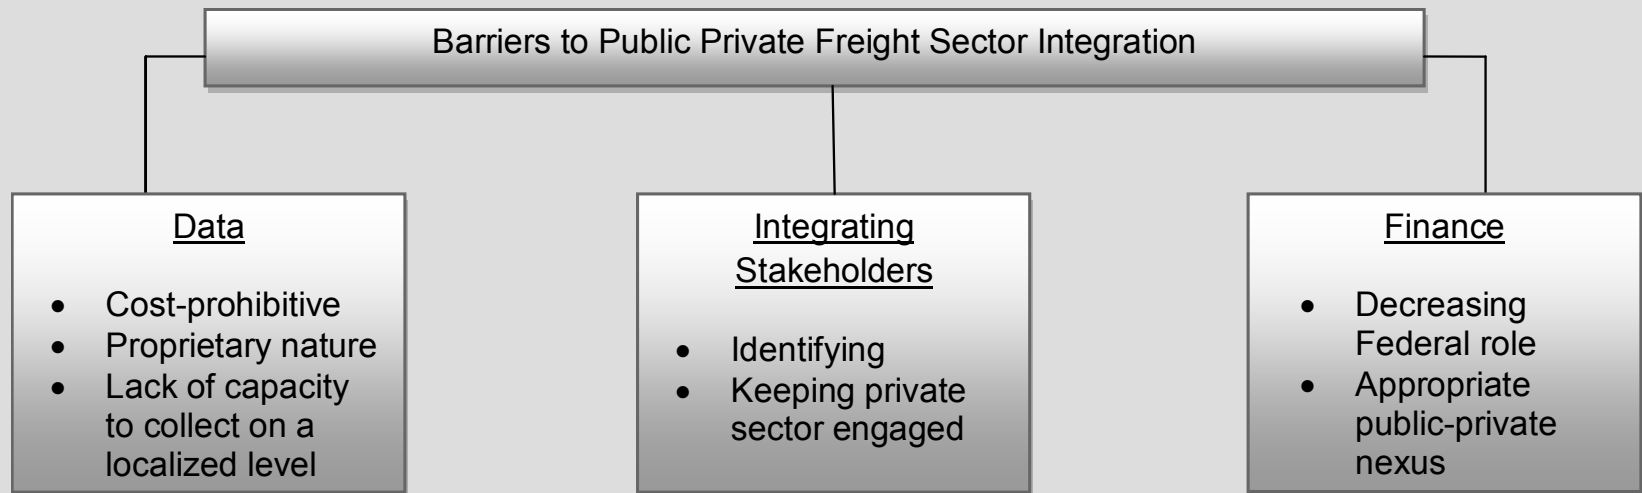 Barriers to Public Private Freight Sector Integration
Data
• Cost-prohibitive
• Proprietary nature
• Lack of capacity
to collect on a
localized level
Integrating
Stakeholders
• Identifying
• Keeping private
sector engaged
Finance
• Decreasing
Federal role
• Appropriate
public-private
nexus